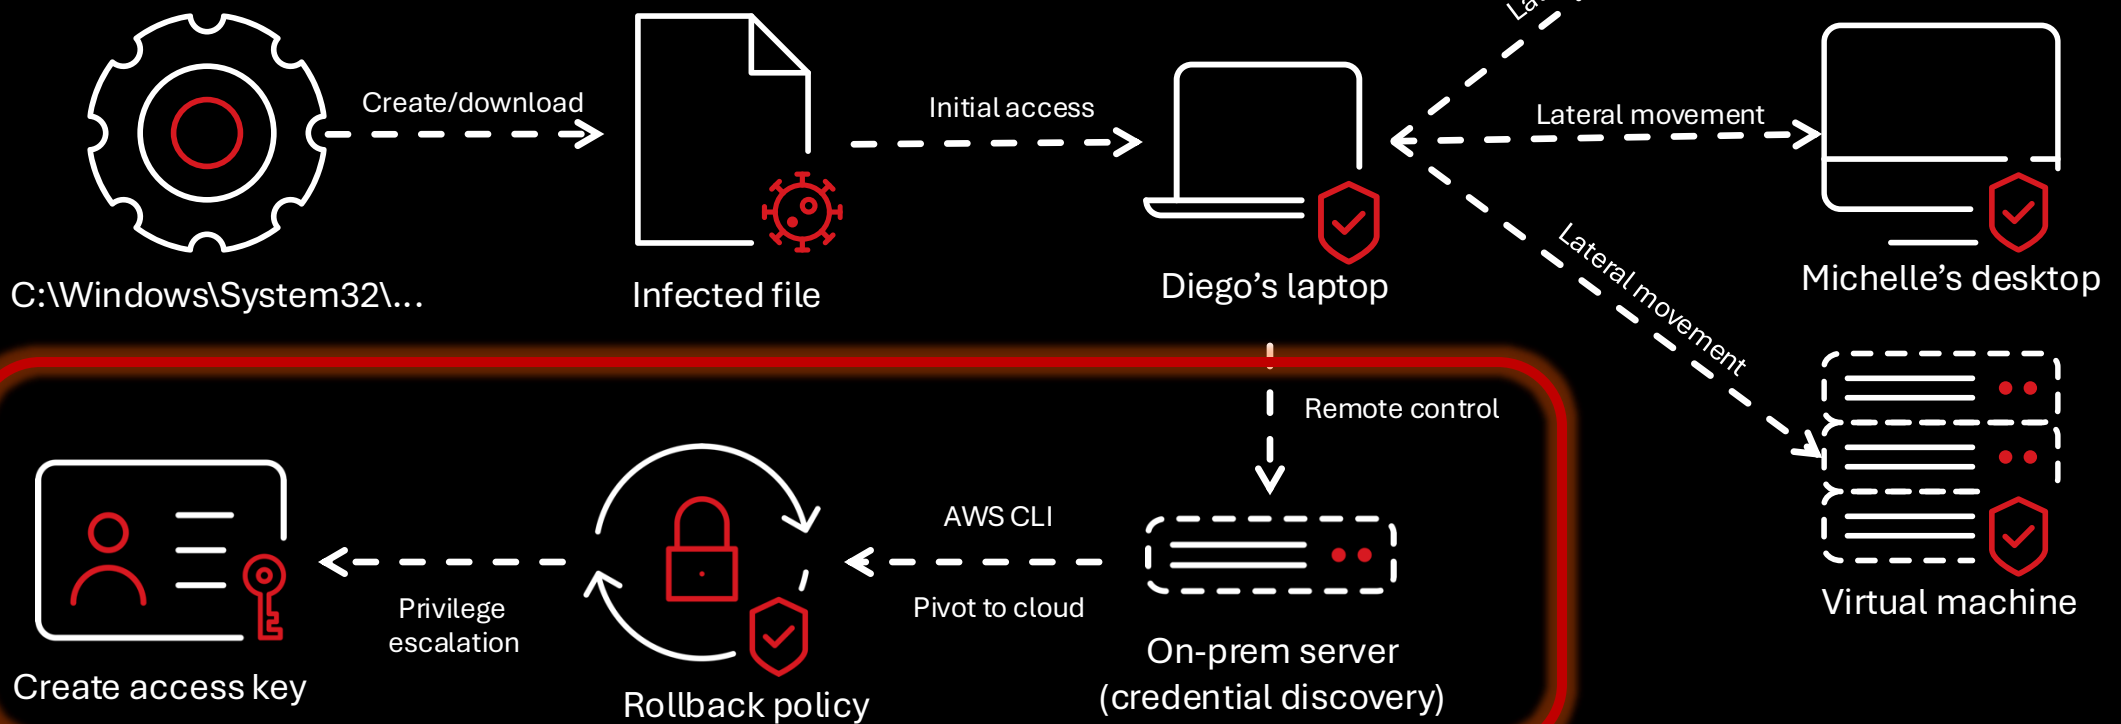 Create/download
Initial access
Lateral movement
C:\Windows\System32\...
Infected file
Diego’s laptop
Michelle’s desktop
Lateral movement
Remote control
AWS CLI
Pivot to cloud
Privilege
escalation
Virtual machine
Create access key
Rollback policy
On-prem server
(credential discovery)